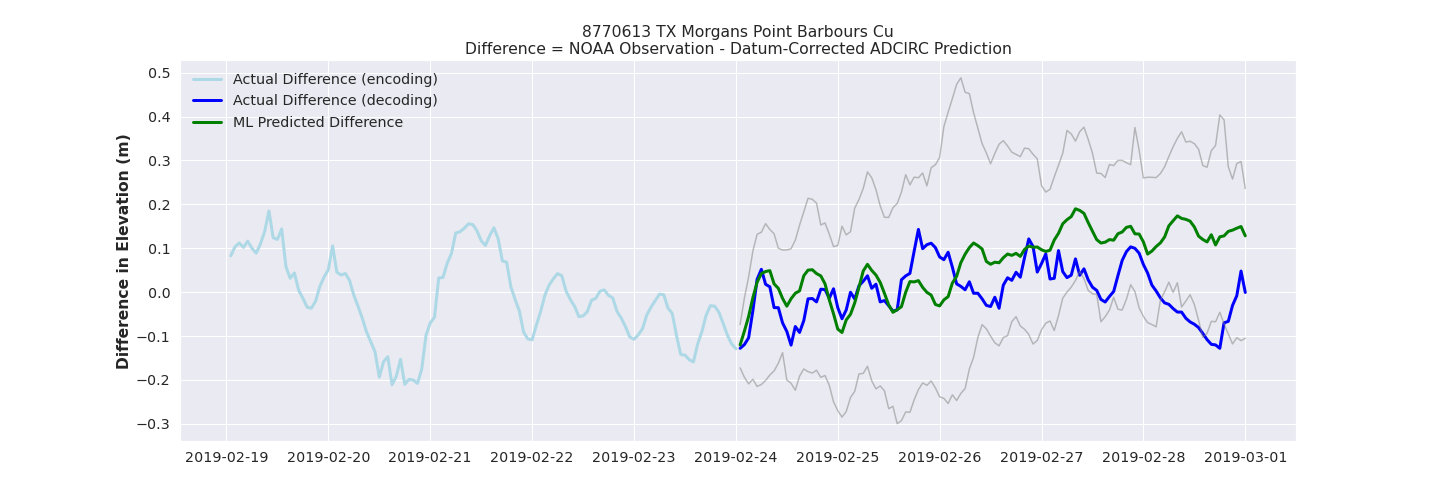 8770613 TX Morgans Point Barbours Cu
Difference = NOAA Observation - Datum-Corrected ADCIRC Prediction
Actual Difference (encoding)
Actual Difference (decoding)
ML Predicted Difference
Difference in Elevation (m)
0.5
0.4
0.3
0.2
0.1
0.0
−0.1
−0.2
−0.3
2019-02-19 2019-02-20 2019-02-21 2019-02-22 2019-02-23 2019-02-24 2019-02-25 2019-02-26 2019-02-27 2019-02-28 2019-03-01